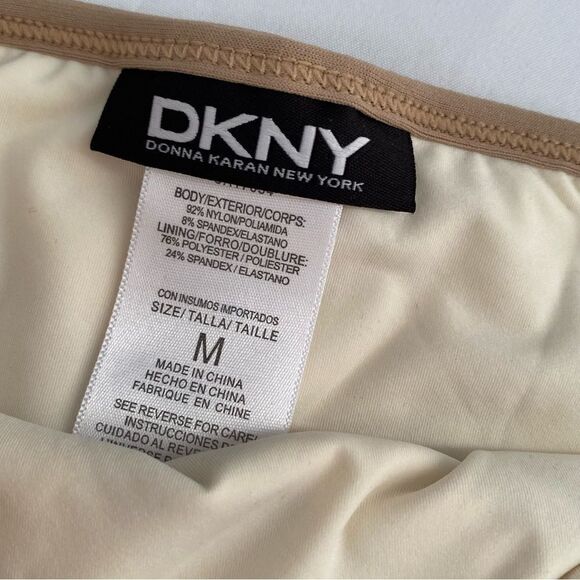 DKNY
DONNA KARAN NEW YORK
BODY/EXTERIOR/CORPS:
92% NYLON/POLIAMIDA
8% SPANDEX/ELASTANO
LINING/FORRO/DOUBLURE:
76% POLYESTER / POLIESTER
24% SPANDEX / ELASTANO
CON INSUMOS IMPORTADOS
SIZE/ TALLA/ TAILLE
M
MADE IN CHINA
HECHO EN CHINA
FABRIQUE EN CHINE
SEE REVERSE FOR CARE/
INSTRUCCIONES
CUIDADO AL